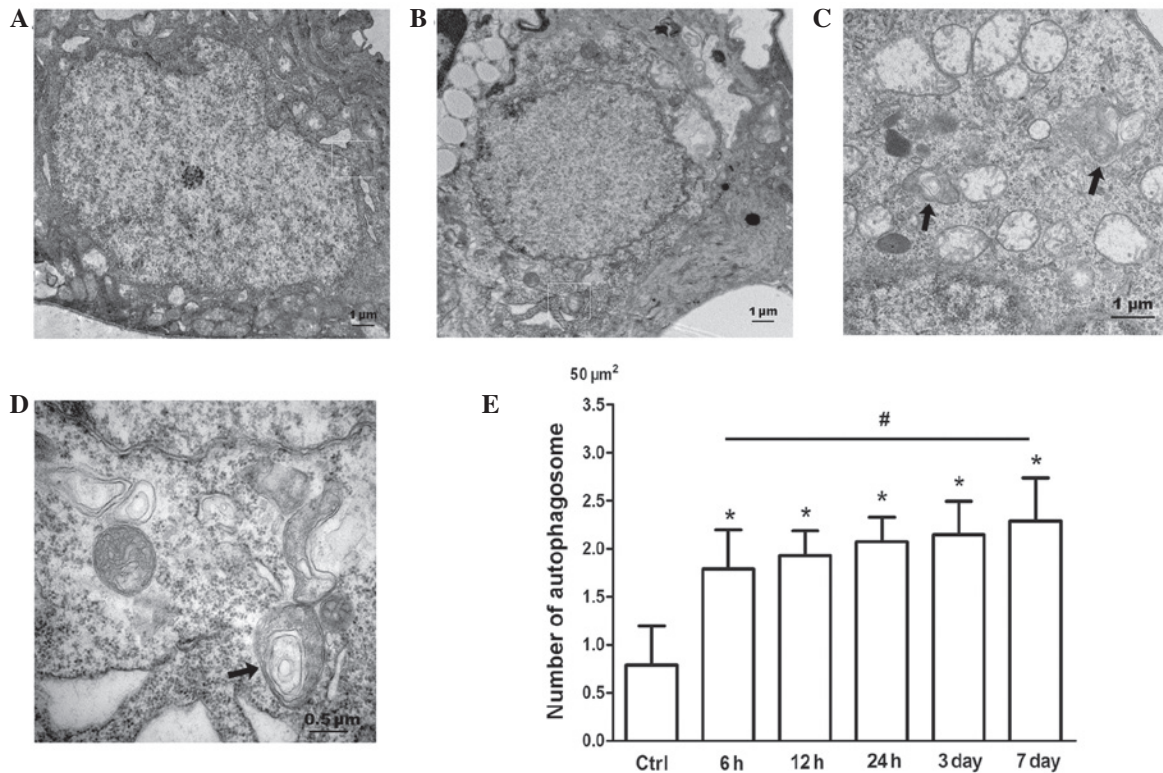 A
B
C
1 µm
1 µm
1 µm
D
0.5 µm
E
50 µm²
Number of autophagosome
3.5
3.0
2.5
2.0
1.5
1.0
0.5
0.0
#
* * * * *
Ctrl 6 h 12 h 24 h 3 day 7 day